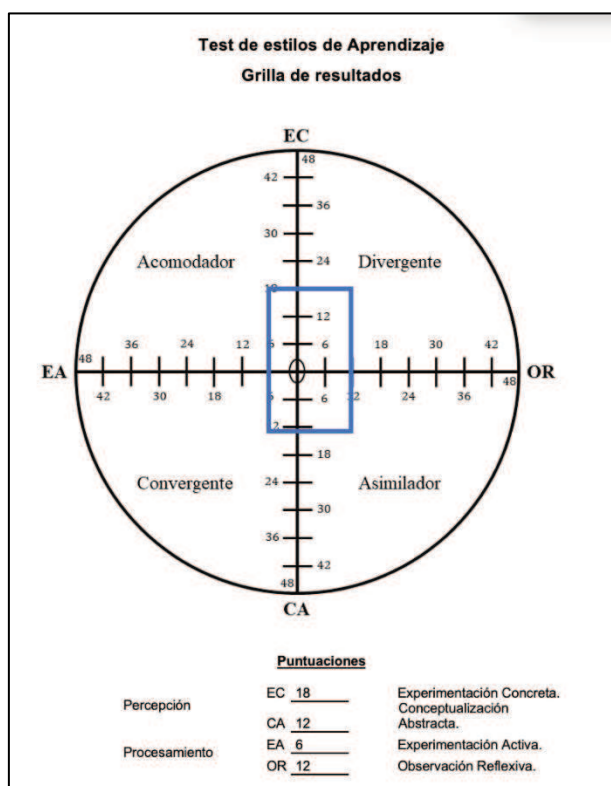 Test de estilos de Aprendizaje
Grilla de resultados
EC
48
42
36
30
Acomodador
24
Divergente
18
12
36 24 12 6 6 18 30 42
EA 48 OR
42 30 18 6 6 12 24 36 48
2
18
Convergente 24 Asimilador
30
36
42
48
CA
Puntuaciones
Percepción
EC 18 Experimentación Concreta.
CA 12 Conceptualización
Abstracta.
Procesamiento
EA 6 Experimentación Activa.
OR 12 Observación Reflexiva.